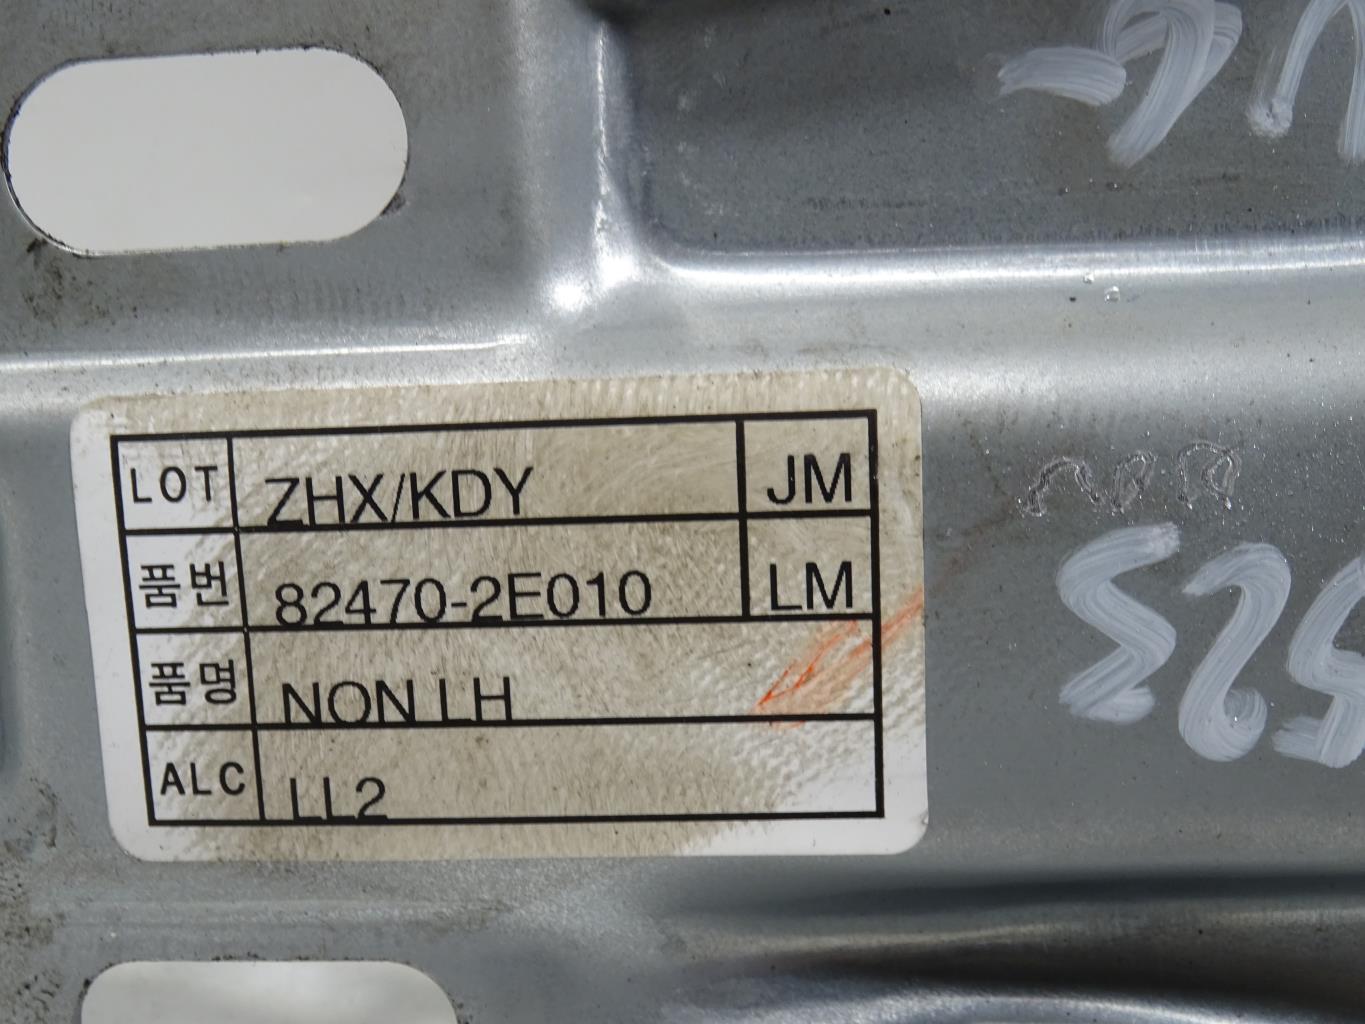 LOT ZHX/KDY JM
품번 82470-2E010 LM
품명 NON LH
ALC LL2